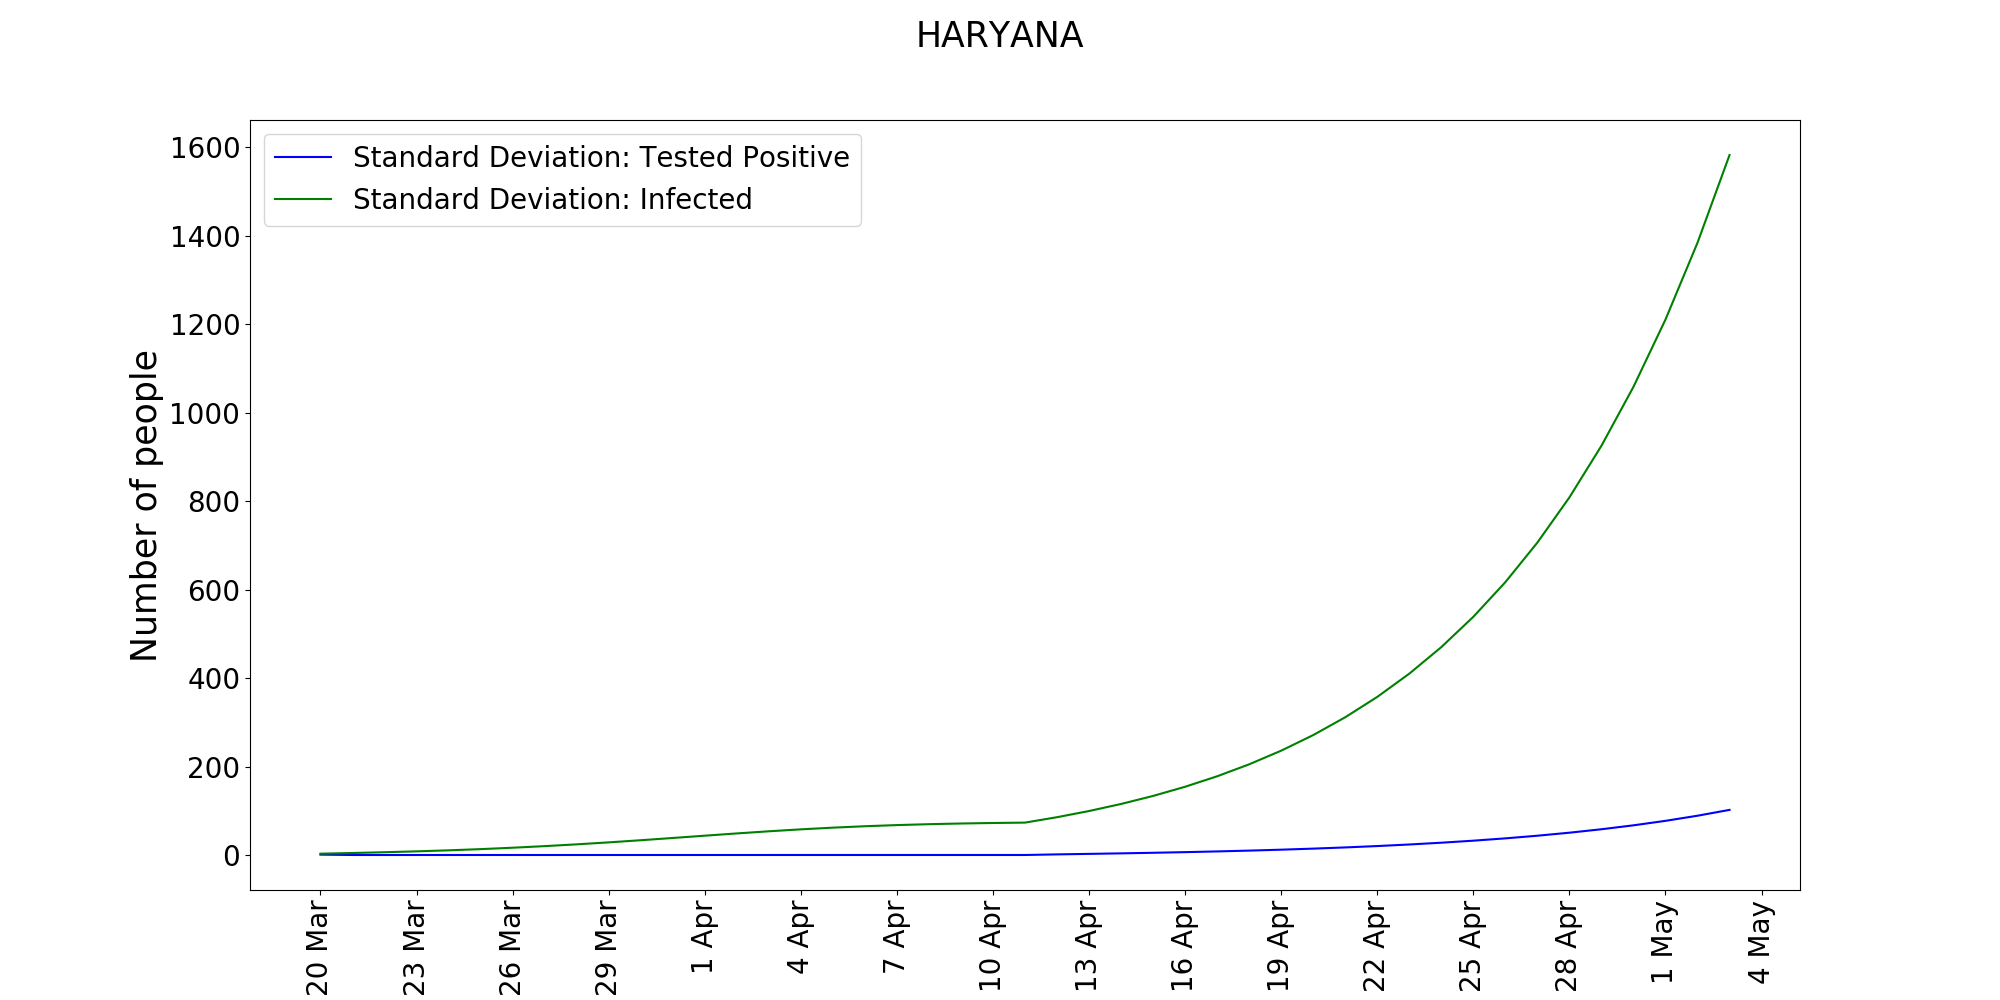 HARYANA
Standard Deviation: Tested Positive
Standard Deviation: Infected
1600
1400
1200
1000
800
600
400
200
0
Number of people
20 Mar
23 Mar
26 Mar
29 Mar
1 Apr
4 Apr
7 Apr
10 Apr
13 Apr
16 Apr
19 Apr
22 Apr
25 Apr
28 Apr
1 May
4 May